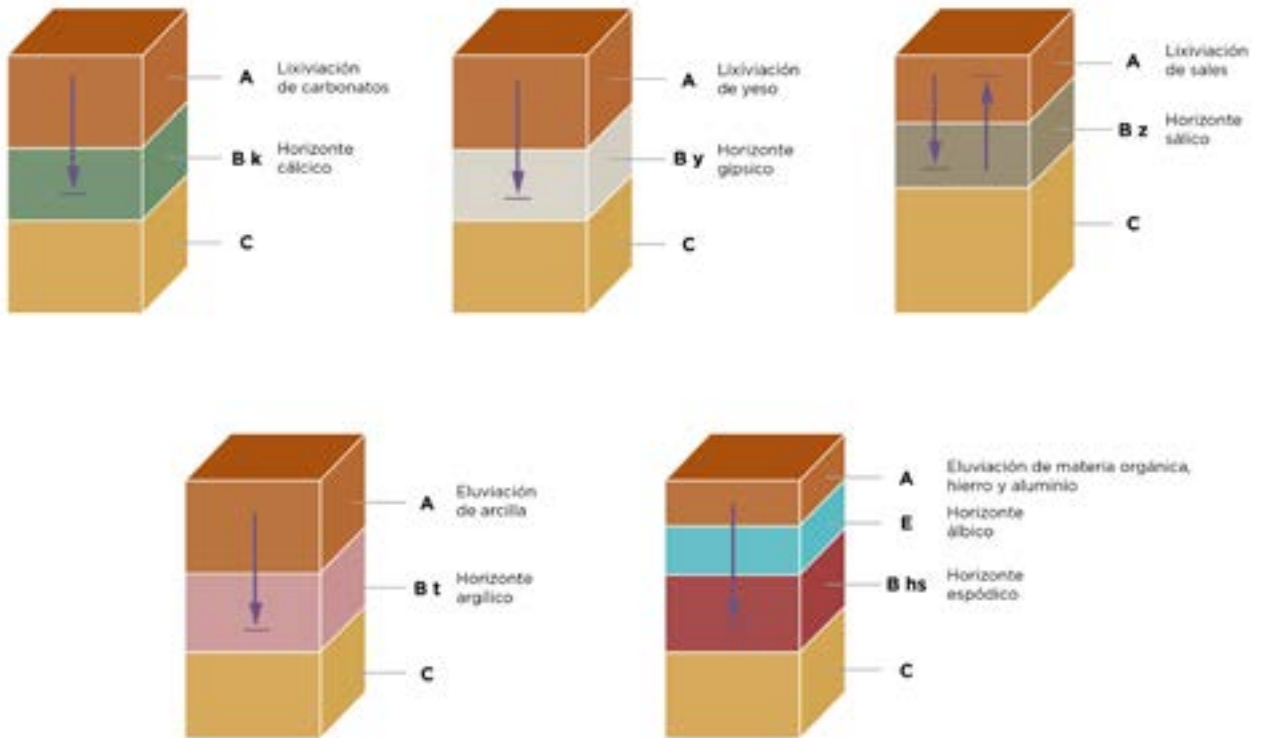 A
Lixiviación
de carbonatos
B k
Horizonte
cálcico
C
A
Lixiviación
de yeso
B y
Horizonte
gípsico
C
A
Lixiviación
de sales
B z
Horizonte
sálico
C
A
Eluviación
de arcilla
B t
Horizonte
argílico
C
A
Eluviación de materia orgánica,
hierro y aluminio
E
Horizonte
álbico
B hs
Horizonte
espódico
C